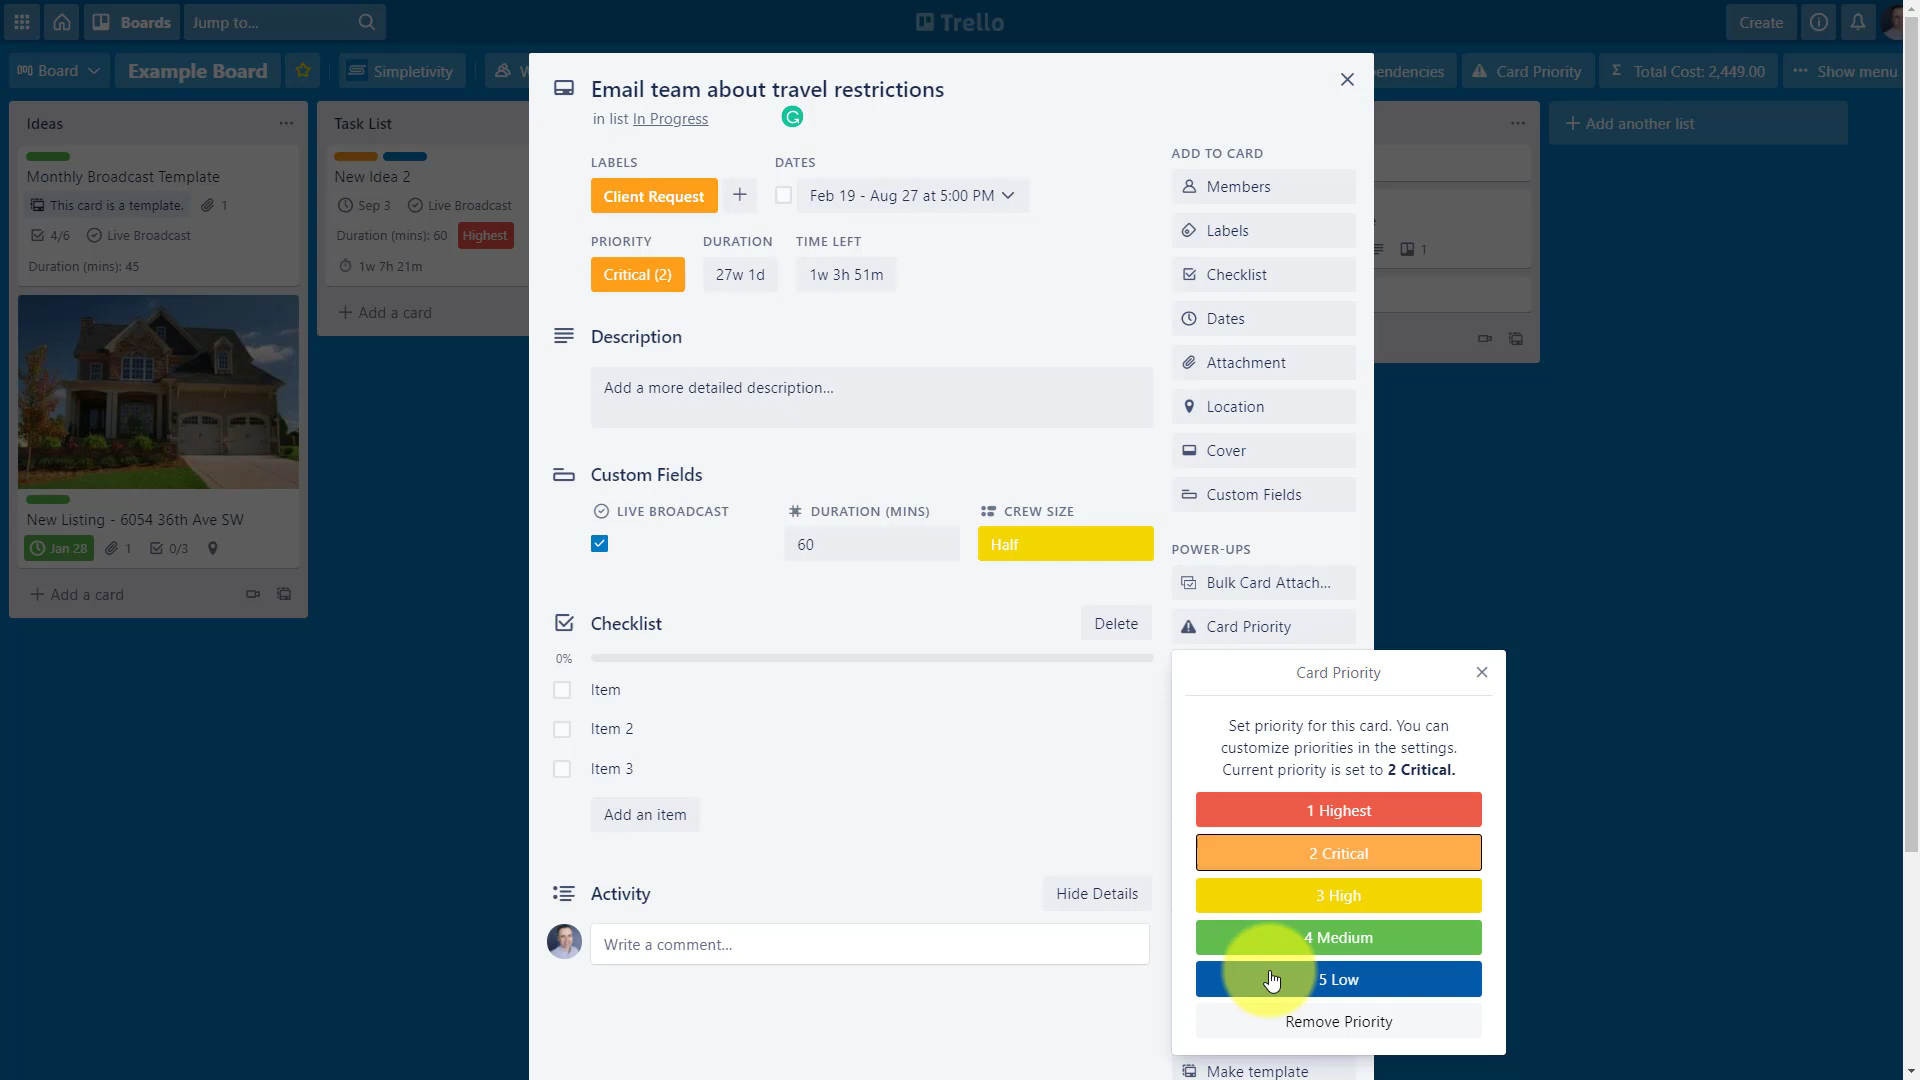 Boards
Jump to...
Trello
Create
Board
Example Board
Simpletivity
endencies
Card Priority
Σ Total Cost: 2,449.00
Show menu
Ideas
Monthly Broadcast Template
This card is a template.
1
4/6
Live Broadcast
Duration (mins): 45
New Listing - 6054 36th Ave SW
Jan 28
1
0/3
+ Add a card
Task List
New Idea 2
Sep 3
Live Broadcast
Duration (mins): 60
Highest
1w 7h 21m
+ Add a card
Email team about travel restrictions
in list In Progress
LABELS
DATES
Client Request
+
Feb 19 - Aug 27 at 5:00 PM
PRIORITY
DURATION
TIME LEFT
Critical (2)
27w 1d
1w 3h 51m
Description
Add a more detailed description...
Custom Fields
LIVE BROADCAST
DURATION (MINS)
CREW SIZE
60
Half
Checklist
Delete
0%
Item
Item 2
Item 3
Add an item
Activity
Hide Details
Write a comment...
ADD TO CARD
Members
Labels
Checklist
Dates
Attachment
Location
Cover
Custom Fields
POWER-UPS
Bulk Card Attach...
Card Priority
Card Priority
Set priority for this card. You can
customize priorities in the settings.
Current priority is set to 2 Critical.
1 Highest
2 Critical
3 High
4 Medium
5 Low
Remove Priority
Make template
1
+ Add another list